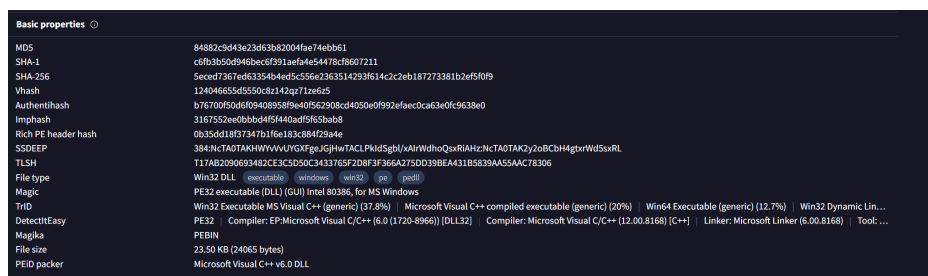 Basic properties
MD5 84882c9d43e23d63b82004fae74ebb61
SHA-1 c6fb3b50d946bec6f391aefa4e54478cf8607211
SHA-256 5eced7367ed63354b4ed5c556e2363514293f614c2c2eb187273381b2ef5f0f9
Vhash 124046655d5550c8z142qz71ze6z5
Authentihash b76700f50d6f09408958f9e40f562908cd4050e0f992efaec0ca63e0fc9638e0
Imphash 3167552ee0bbbd4f5f440adf5f65bab8
Rich PE header hash 0b35dd18f37347b1f6e183c884f29a4e
SSDEEP 384:NcTA0TAKHWYvVvUYGXFgeJGjHwTACLPkIdSgbl/xAIrWdhoQsxRiAHz:NcTA0TAK2y2oBCbH4gtxrWd5sxRL
TLSH T17AB2090693482CE3C5D50C3433765F2D8F3F366A275DD39BEA431B5839AA55AAC78306
File type Win32 DLL executable windows win32 pe pedll
Magic PE32 executable (DLL) (GUI) Intel 80386, for MS Windows
TrID Win32 Executable MS Visual C++ (generic) (37.8%) | Microsoft Visual C++ compiled executable (generic) (20%) | Win64 Executable (generic) (12.7%) | Win32 Dynamic Lin...
DetectItEasy PE32 | Compiler: EP:Microsoft Visual C/C++ (6.0 (1720-8966)) [DLL32] | Compiler: Microsoft Visual C/C++ (12.00.8168) [C++] | Linker: Microsoft Linker (6.00.8168) | Tool: ...
Magika PEBIN
File size 23.50 KB (24065 bytes)
PEiD packer Microsoft Visual C++ v6.0 DLL